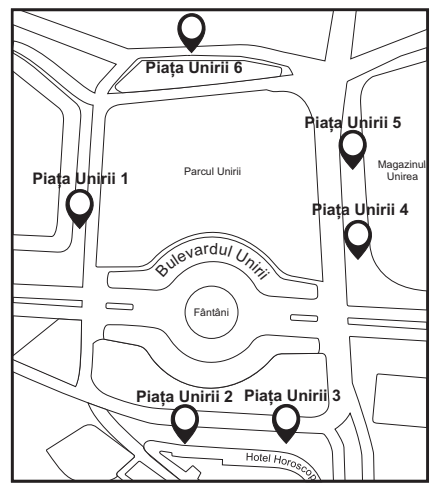 Piața Unirii 6
Piața Unirii 5
Magazinul
Unirea
Parcul Unirii
Piața Unirii 1
Piața Unirii 4
Bulevardul Unirii
Fântâni
Piața Unirii 2
Piața Unirii 3
Hotel Horoscop